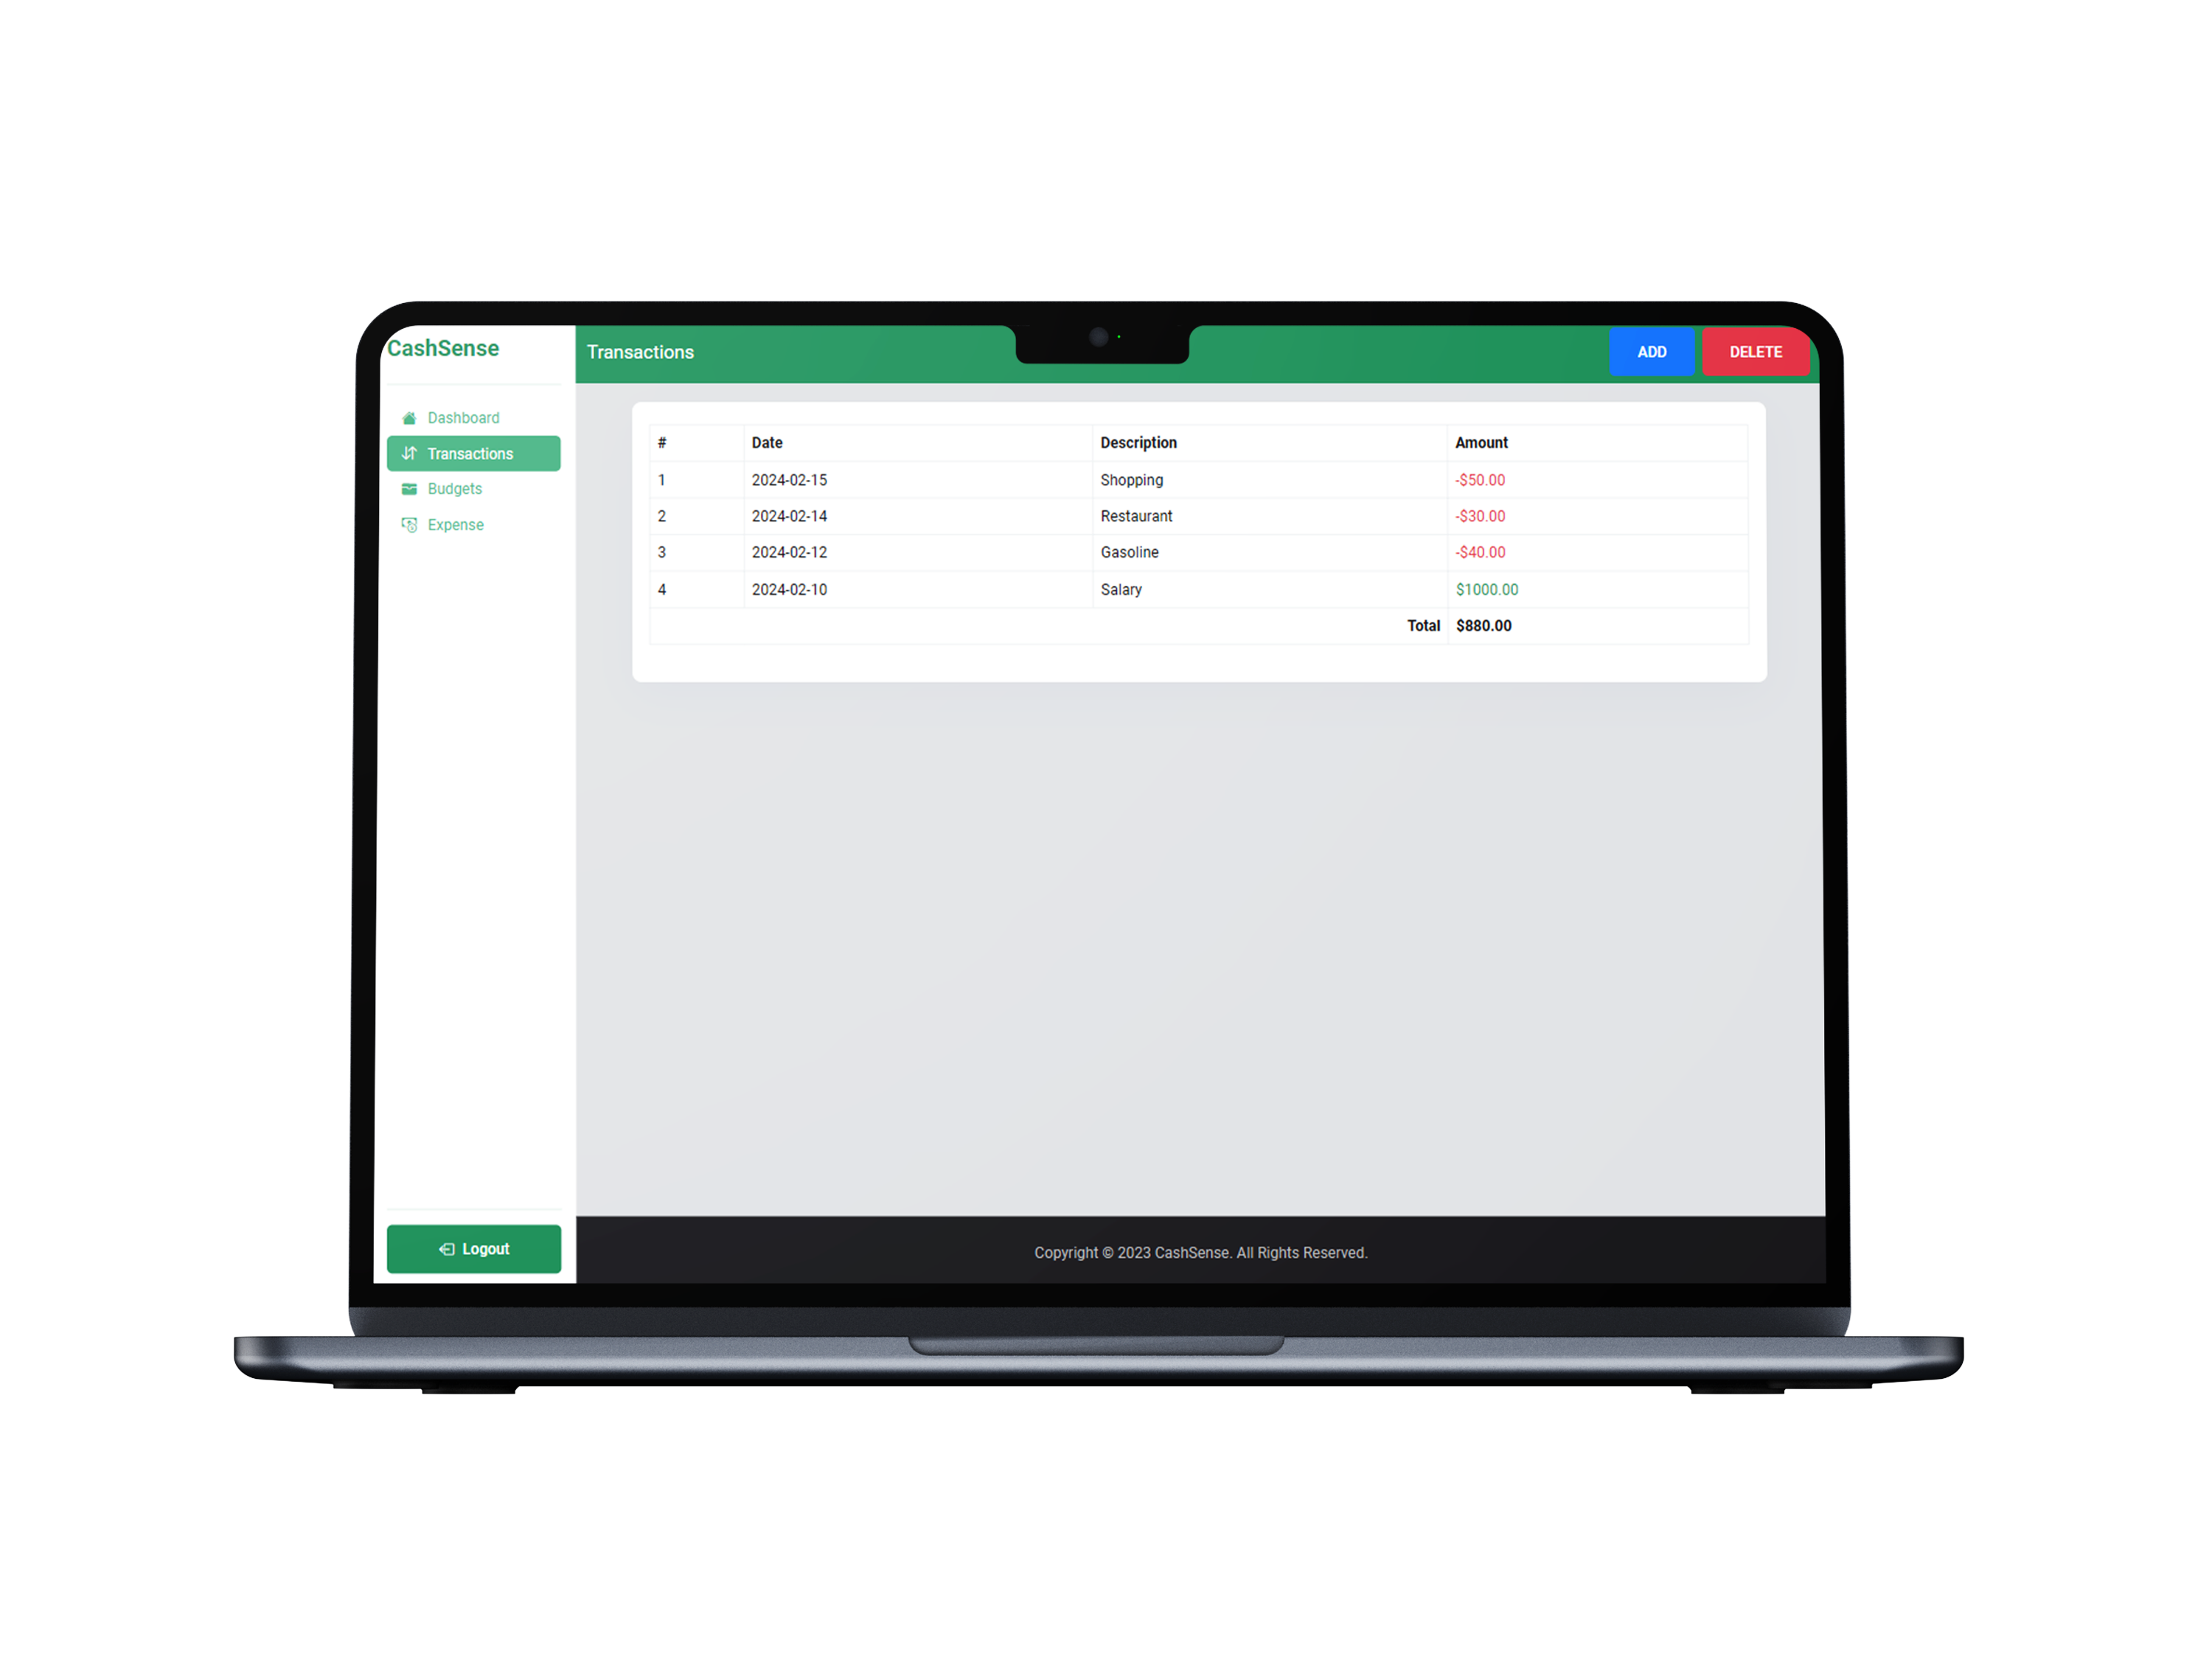 CashSense
Transactions
ADD
DELETE
Dashboard
Transactions
Budgets
Expense
# Date Description Amount
1 2024-02-15 Shopping -$50.00
2 2024-02-14 Restaurant -$30.00
3 2024-02-12 Gasoline -$40.00
4 2024-02-10 Salary $1000.00
Total $880.00
Logout
Copyright © 2023 CashSense. All Rights Reserved.